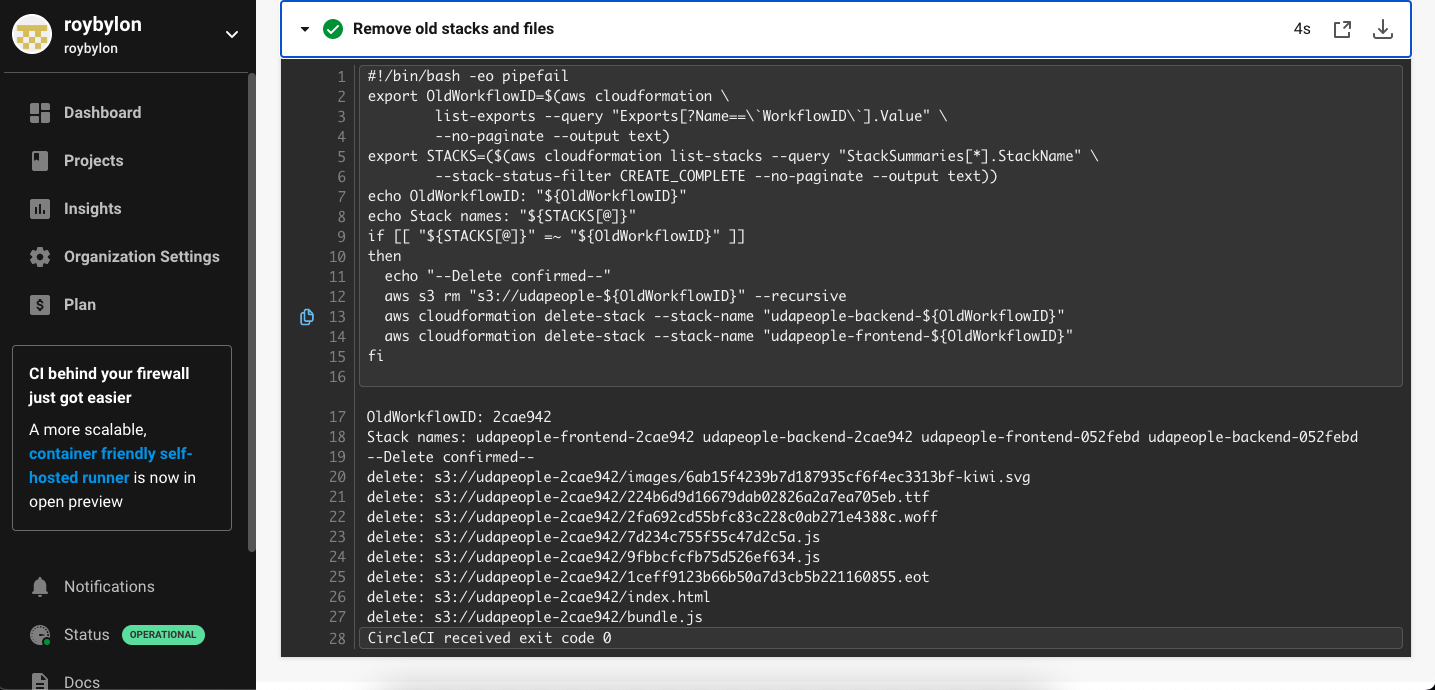 roybylon
roybylon
Dashboard
Projects
Insights
Organization Settings
Plan
CI behind your firewall
just got easier
A more scalable,
container friendly self-
hosted runner is now in
open preview
Notifications
Status OPERATIONAL
Docs
Remove old stacks and files 4s
1 #!/bin/bash -eo pipefail
2 export OldWorkflowID=$(aws cloudformation \
3         list-exports --query "Exports[?Name==\`WorkflowID\`].Value" \
4         --no-paginate --output text)
5 export STACKS=($(aws cloudformation list-stacks --query "StackSummaries[*].StackName" \
6         --stack-status-filter CREATE_COMPLETE --no-paginate --output text))
7 echo OldWorkflowID: "${OldWorkflowID}"
8 echo Stack names: "${STACKS[@]}"
9 if [[ "${STACKS[@]}" =~ "${OldWorkflowID}" ]]
10 then
11   echo "--Delete confirmed--"
12   aws s3 rm "s3://udapeople-${OldWorkflowID}" --recursive
13   aws cloudformation delete-stack --stack-name "udapeople-backend-${OldWorkflowID}"
14   aws cloudformation delete-stack --stack-name "udapeople-frontend-${OldWorkflowID}"
15 fi
16
17 OldWorkflowID: 2cae942
18 Stack names: udapeople-frontend-2cae942 udapeople-backend-2cae942 udapeople-frontend-052febd udapeople-backend-052febd
19 --Delete confirmed--
20 delete: s3://udapeople-2cae942/images/6ab15f4239b7d187935cf6f4ec3313bf-kiwi.svg
21 delete: s3://udapeople-2cae942/224b6d9d16679dab02826a2a7ea705eb.ttf
22 delete: s3://udapeople-2cae942/2fa692cd55bfc83c228c0ab271e4388c.woff
23 delete: s3://udapeople-2cae942/7d234c755f55c47d2c5a.js
24 delete: s3://udapeople-2cae942/9fbbcfcfb75d526ef634.js
25 delete: s3://udapeople-2cae942/1ceff9123b66b50a7d3cb5b221160855.eot
26 delete: s3://udapeople-2cae942/index.html
27 delete: s3://udapeople-2cae942/bundle.js
28 CircleCI received exit code 0